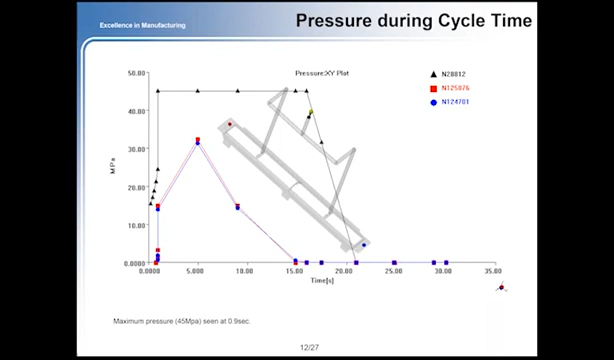 Excellence in Manufacturing
Pressure during Cycle Time
Pressure:XY Plot
50.00
40.00
30.00
20.00
10.00
0.0000
MPa
0.0000
5.000
10.00
15.00
20.00
25.00
30.00
35.00
Time[s]
N28812
N125076
N124701
Maximum pressure (45Mpa) seen at 0.9sec.
12/27